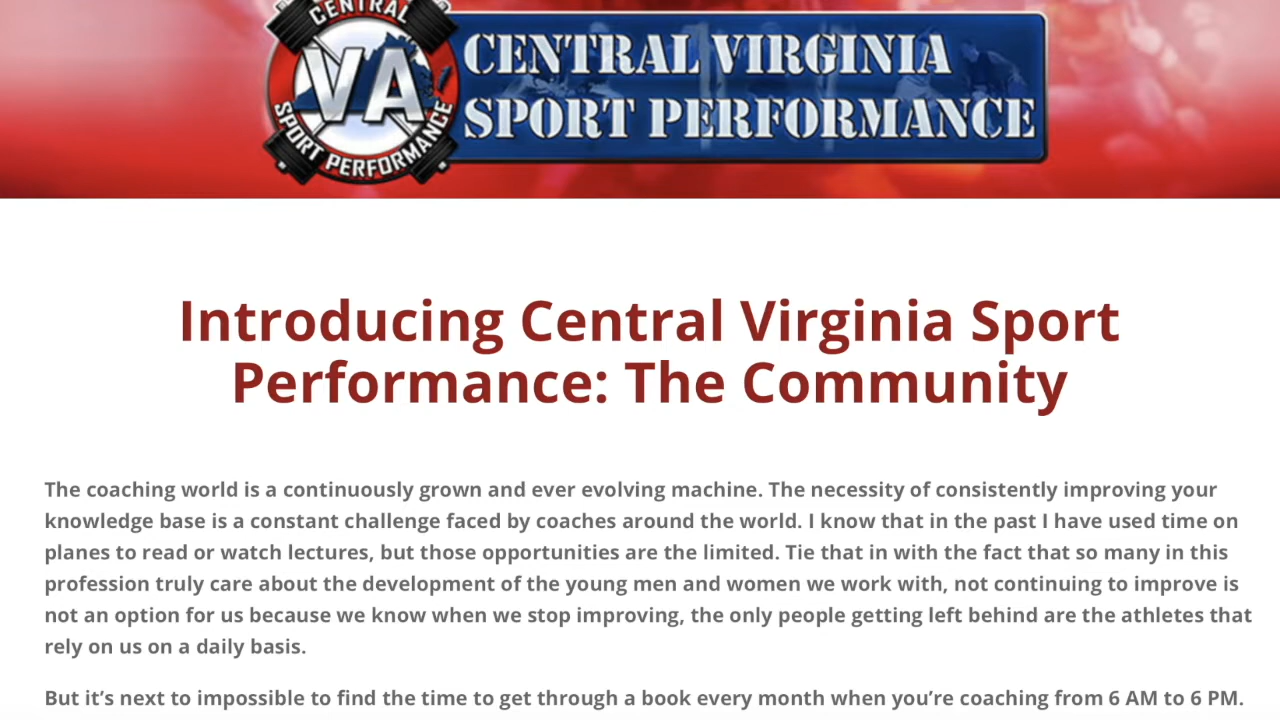 CENTRAL
VA
SPORT PERFORMANCE
CENTRAL VIRGINIA
SPORT PERFORMANCE
Introducing Central Virginia Sport
Performance: The Community
The coaching world is a continuously grown and ever evolving machine. The necessity of consistently improving your
knowledge base is a constant challenge faced by coaches around the world. I know that in the past I have used time on
planes to read or watch lectures, but those opportunities are the limited. Tie that in with the fact that so many in this
profession truly care about the development of the young men and women we work with, not continuing to improve is
not an option for us because we know when we stop improving, the only people getting left behind are the athletes that
rely on us on a daily basis.
But it’s next to impossible to find the time to get through a book every month when you’re coaching from 6 AM to 6 PM.